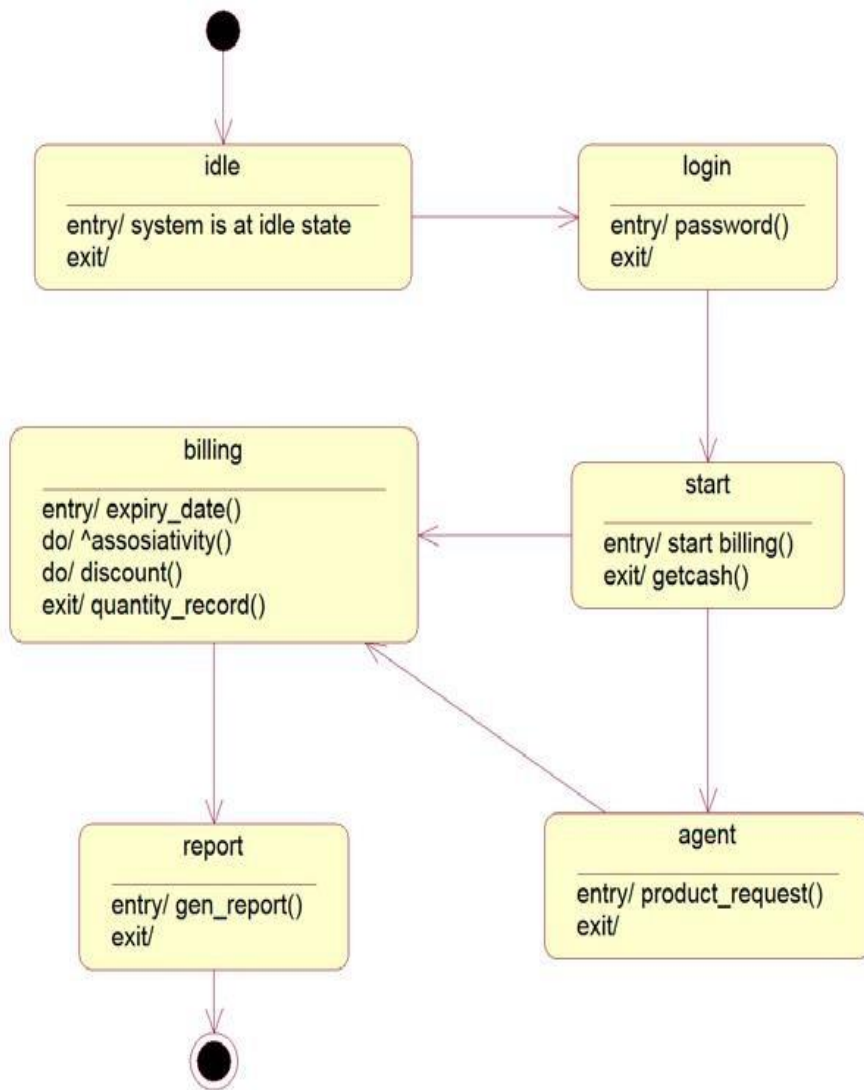 idle
entry/ system is at idle state
exit/
login
entry/ password()
exit/
billing
entry/ expiry_date()
do/ ^assosiativity()
do/ discount()
exit/ quantity_record()
start
entry/ start billing()
exit/ getcash()
report
entry/ gen_report()
exit/
agent
entry/ product_request()
exit/